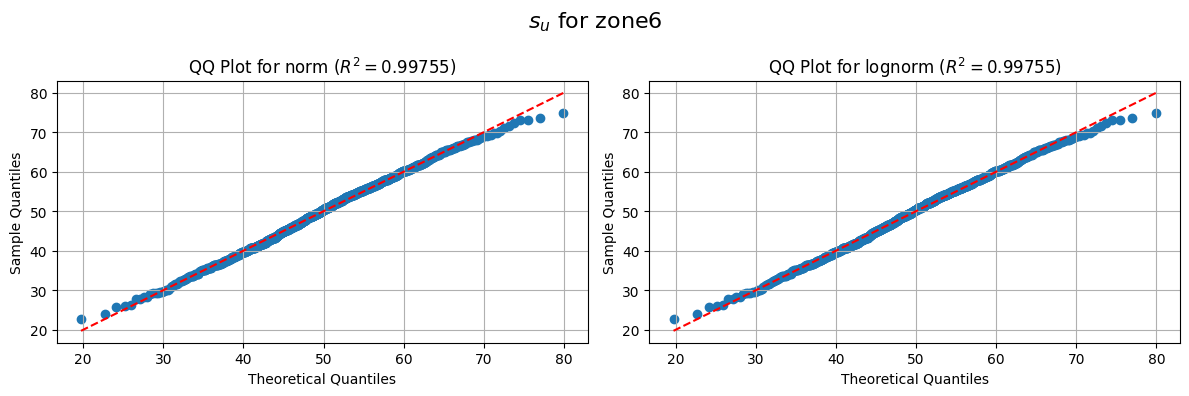 s_u for zone6
QQ Plot for norm (R² = 0.99755)
80
70
60
50
40
30
20
Sample Quantiles
20 30 40 50 60 70 80
Theoretical Quantiles
QQ Plot for lognorm (R² = 0.99755)
80
70
60
50
40
30
20
Sample Quantiles
20 30 40 50 60 70 80
Theoretical Quantiles